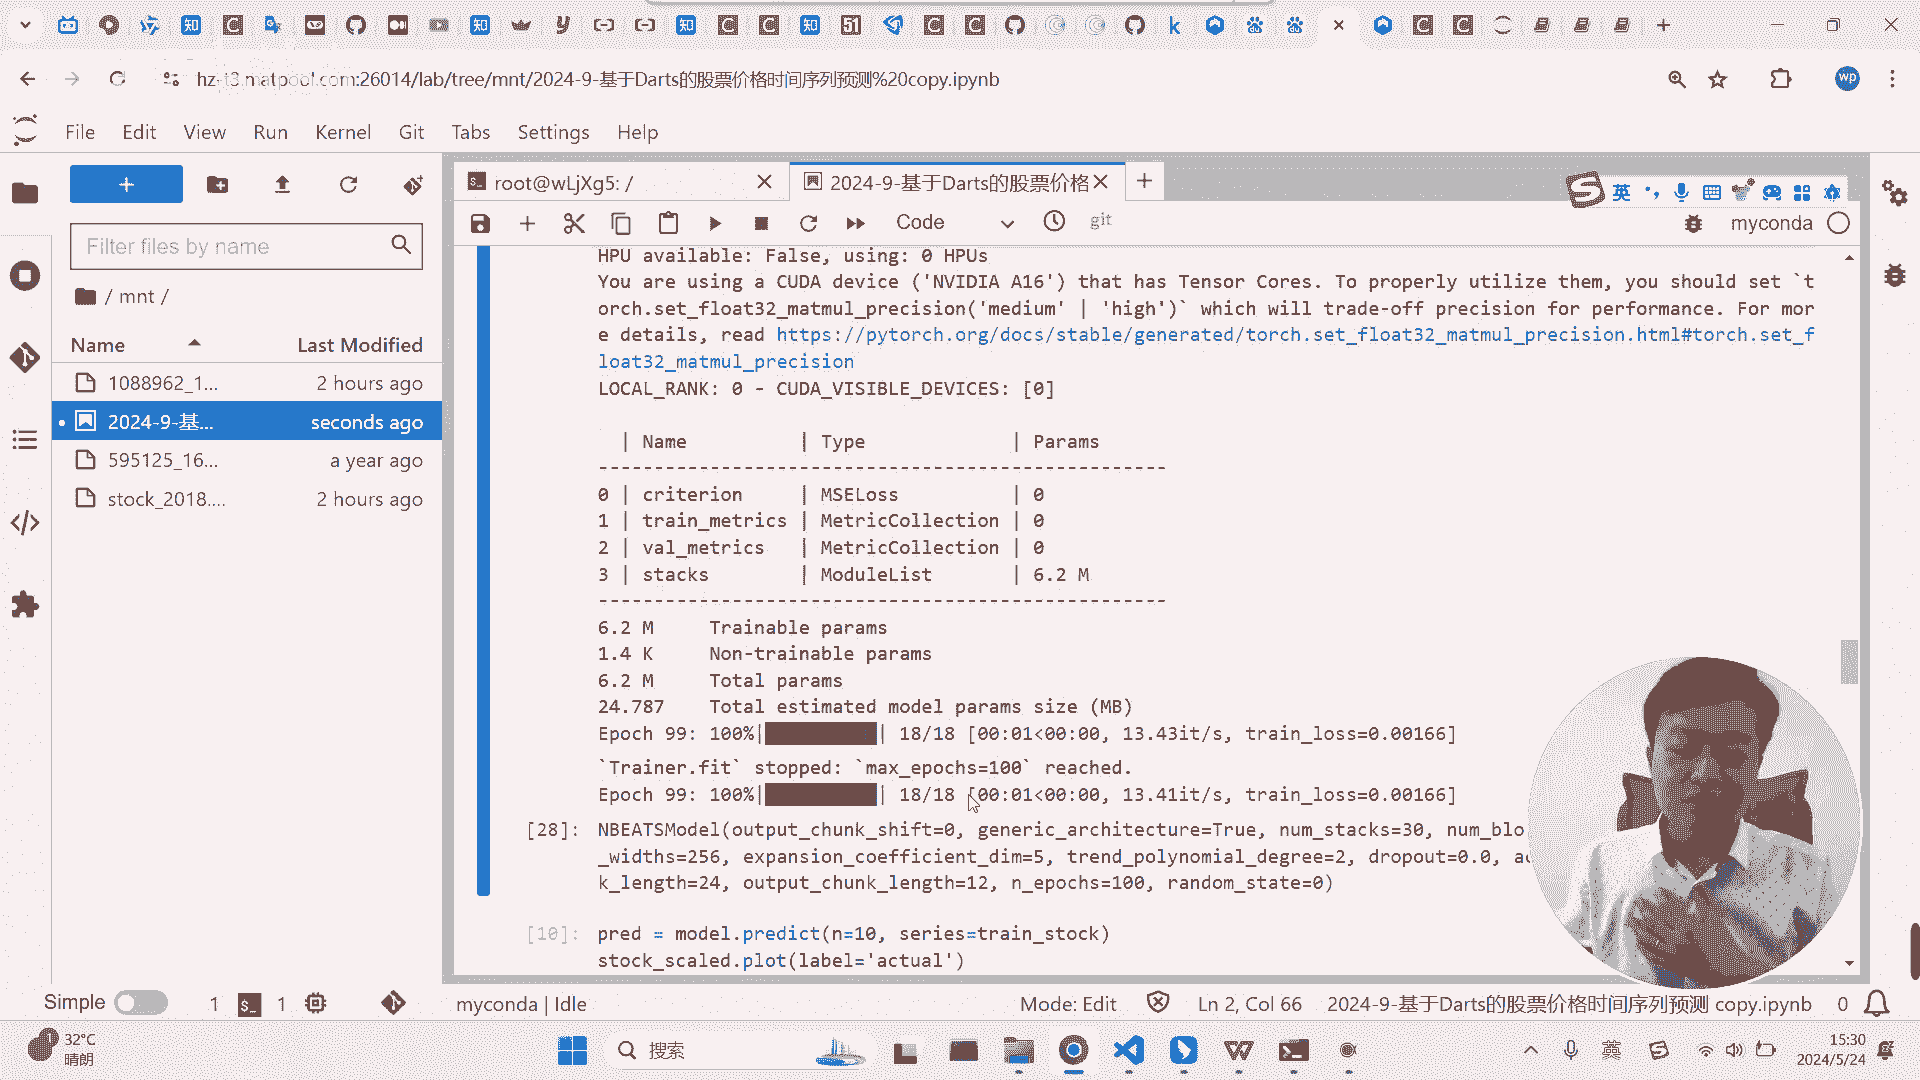 hz-t3.matpool.com:26014/lab/tree/mnt/2024-9-基于Darts的股票价格时间序列预测%20copy.ipynb
wp
File Edit View Run Kernel Git Tabs Settings Help
root@wLjXg5: /
2024-9-基于Darts的股票价格
英
Code
git
myconda
Filter files by name
/ mnt /
Name Last Modified
1088962_1... 2 hours ago
2024-9-基... seconds ago
595125_16... a year ago
stock_2018.... 2 hours ago
HPU available: False, using: 0 HPUs
You are using a CUDA device ('NVIDIA A16') that has Tensor Cores. To properly utilize them, you should set `t
orch.set_float32_matmul_precision('medium' | 'high')` which will trade-off precision for performance. For mor
e details, read https://pytorch.org/docs/stable/generated/torch.set_float32_matmul_precision.html#torch.set_f
loat32_matmul_precision
LOCAL_RANK: 0 - CUDA_VISIBLE_DEVICES: [0]
| Name | Type | Params
--------------------------------------------------
0 | criterion | MSELoss | 0
1 | train_metrics | MetricCollection | 0
2 | val_metrics | MetricCollection | 0
3 | stacks | ModuleList | 6.2 M
--------------------------------------------------
6.2 M Trainable params
1.4 K Non-trainable params
6.2 M Total params
24.787 Total estimated model params size (MB)
Epoch 99: 100%|██████████| 18/18 [00:01<00:00, 13.43it/s, train_loss=0.00166]
`Trainer.fit` stopped: `max_epochs=100` reached.
Epoch 99: 100%|██████████| 18/18 [00:01<00:00, 13.41it/s, train_loss=0.00166]
[28]: NBEATSModel(output_chunk_shift=0, generic_architecture=True, num_stacks=30, num_blo
_widths=256, expansion_coefficient_dim=5, trend_polynomial_degree=2, dropout=0.0, a
k_length=24, output_chunk_length=12, n_epochs=100, random_state=0)
[10]: pred = model.predict(n=10, series=train_stock)
stock_scaled.plot(label='actual')
Simple 1 1 myconda | Idle Mode: Edit Ln 2, Col 66 2024-9-基于Darts的股票价格时间序列预测 copy.ipynb 0
32°C
晴朗
搜索
英
15:30
2024/5/24